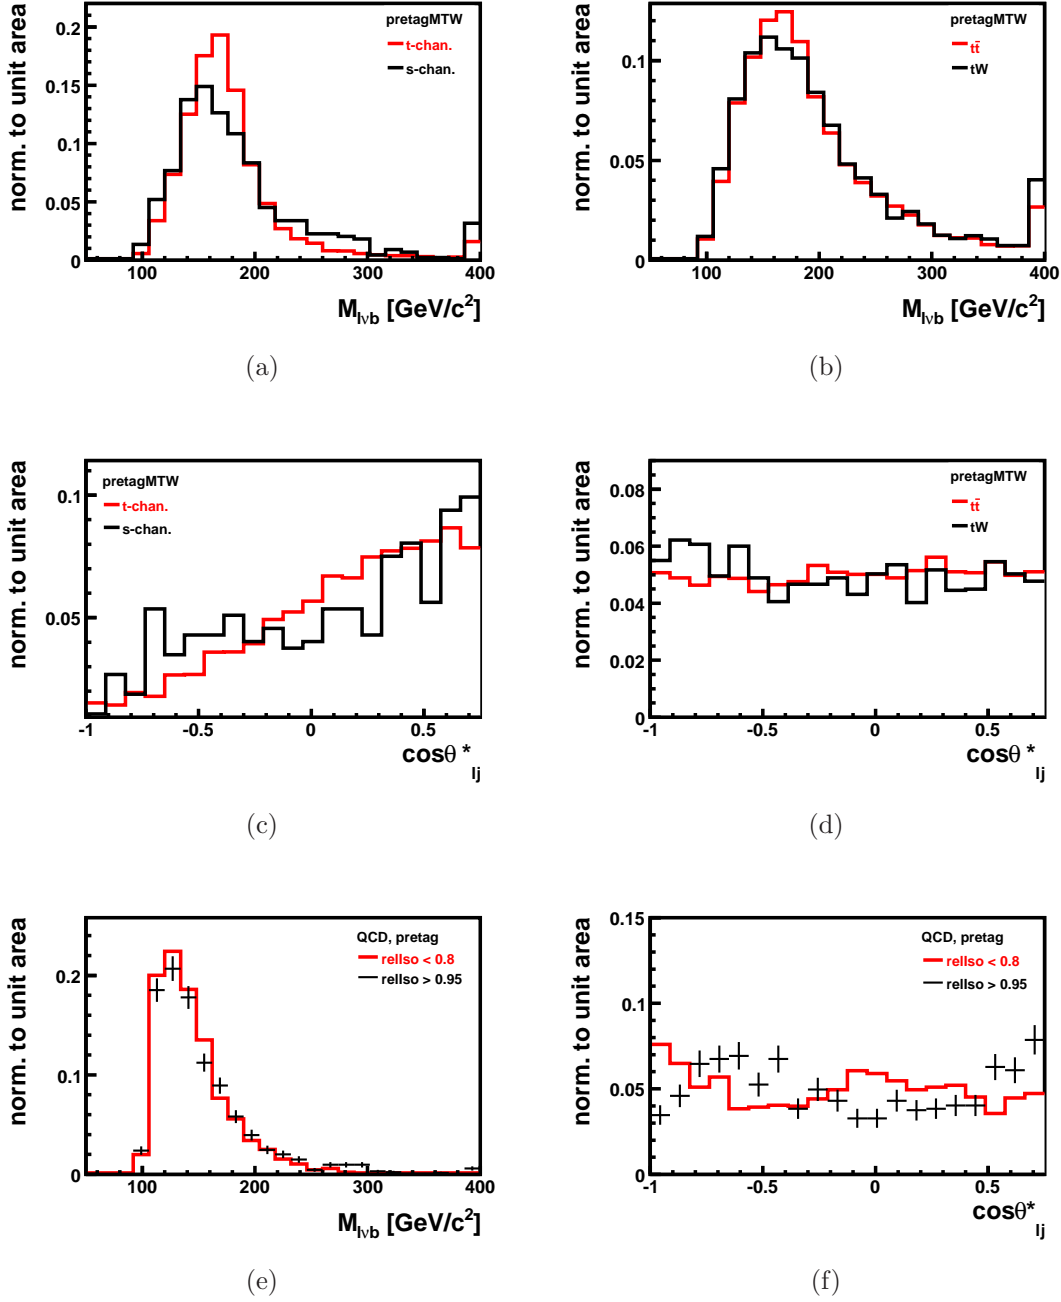 norm. to unit area
0.2
0.15
0.1
0.05
0
pretagMTW
t-chan.
s-chan.
100 200 300 400
M_lνb [GeV/c²]
(a)
norm. to unit area
0.1
0.05
0
pretagMTW
tt̄
tW
100 200 300 400
M_lνb [GeV/c²]
(b)
norm. to unit area
0.1
0.05
pretagMTW
t-chan.
s-chan.
-1 -0.5 0 0.5
cosθ*_lj
(c)
norm. to unit area
0.08
0.06
0.04
0.02
0
pretagMTW
tt̄
tW
-1 -0.5 0 0.5
cosθ*_lj
(d)
norm. to unit area
0.2
0.1
0
QCD, pretag
relIso < 0.8
relIso > 0.95
100 200 300 400
M_lνb [GeV/c²]
(e)
norm. to unit area
0.15
0.1
0.05
0
QCD, pretag
relIso < 0.8
relIso > 0.95
-1 -0.5 0 0.5
cosθ*_lj
(f)